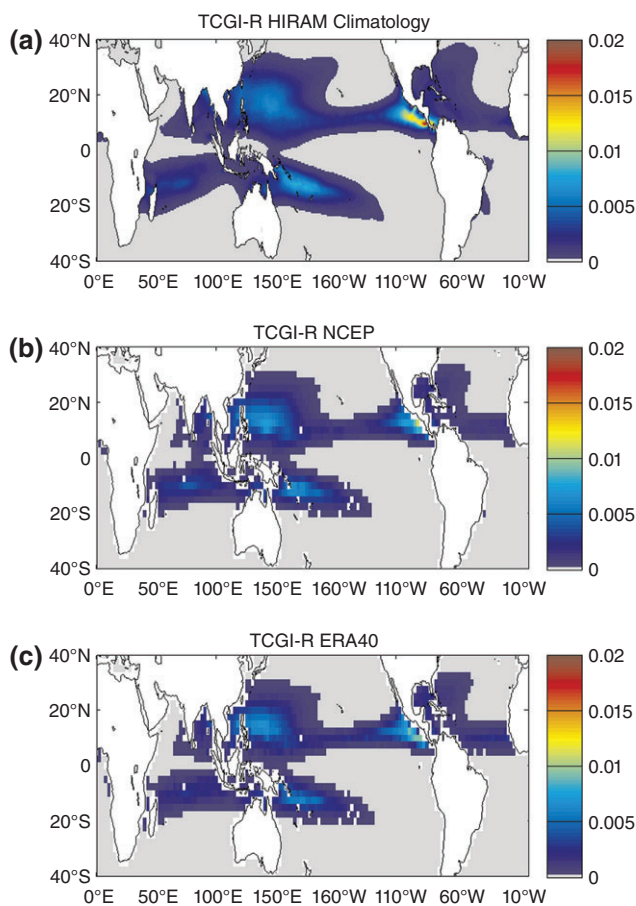 (a)
TCGI-R HIRAM Climatology
40°N
20°N
0
20°S
40°S
0°E 50°E 100°E 150°E 160°W 110°W 60°W 10°W
0.02
0.015
0.01
0.005
0
(b)
TCGI-R NCEP
40°N
20°N
0
20°S
40°S
0°E 50°E 100°E 150°E 160°W 110°W 60°W 10°W
0.02
0.015
0.01
0.005
0
(c)
TCGI-R ERA40
40°N
20°N
0
20°S
40°S
0°E 50°E 100°E 150°E 160°W 110°W 60°W 10°W
0.02
0.015
0.01
0.005
0